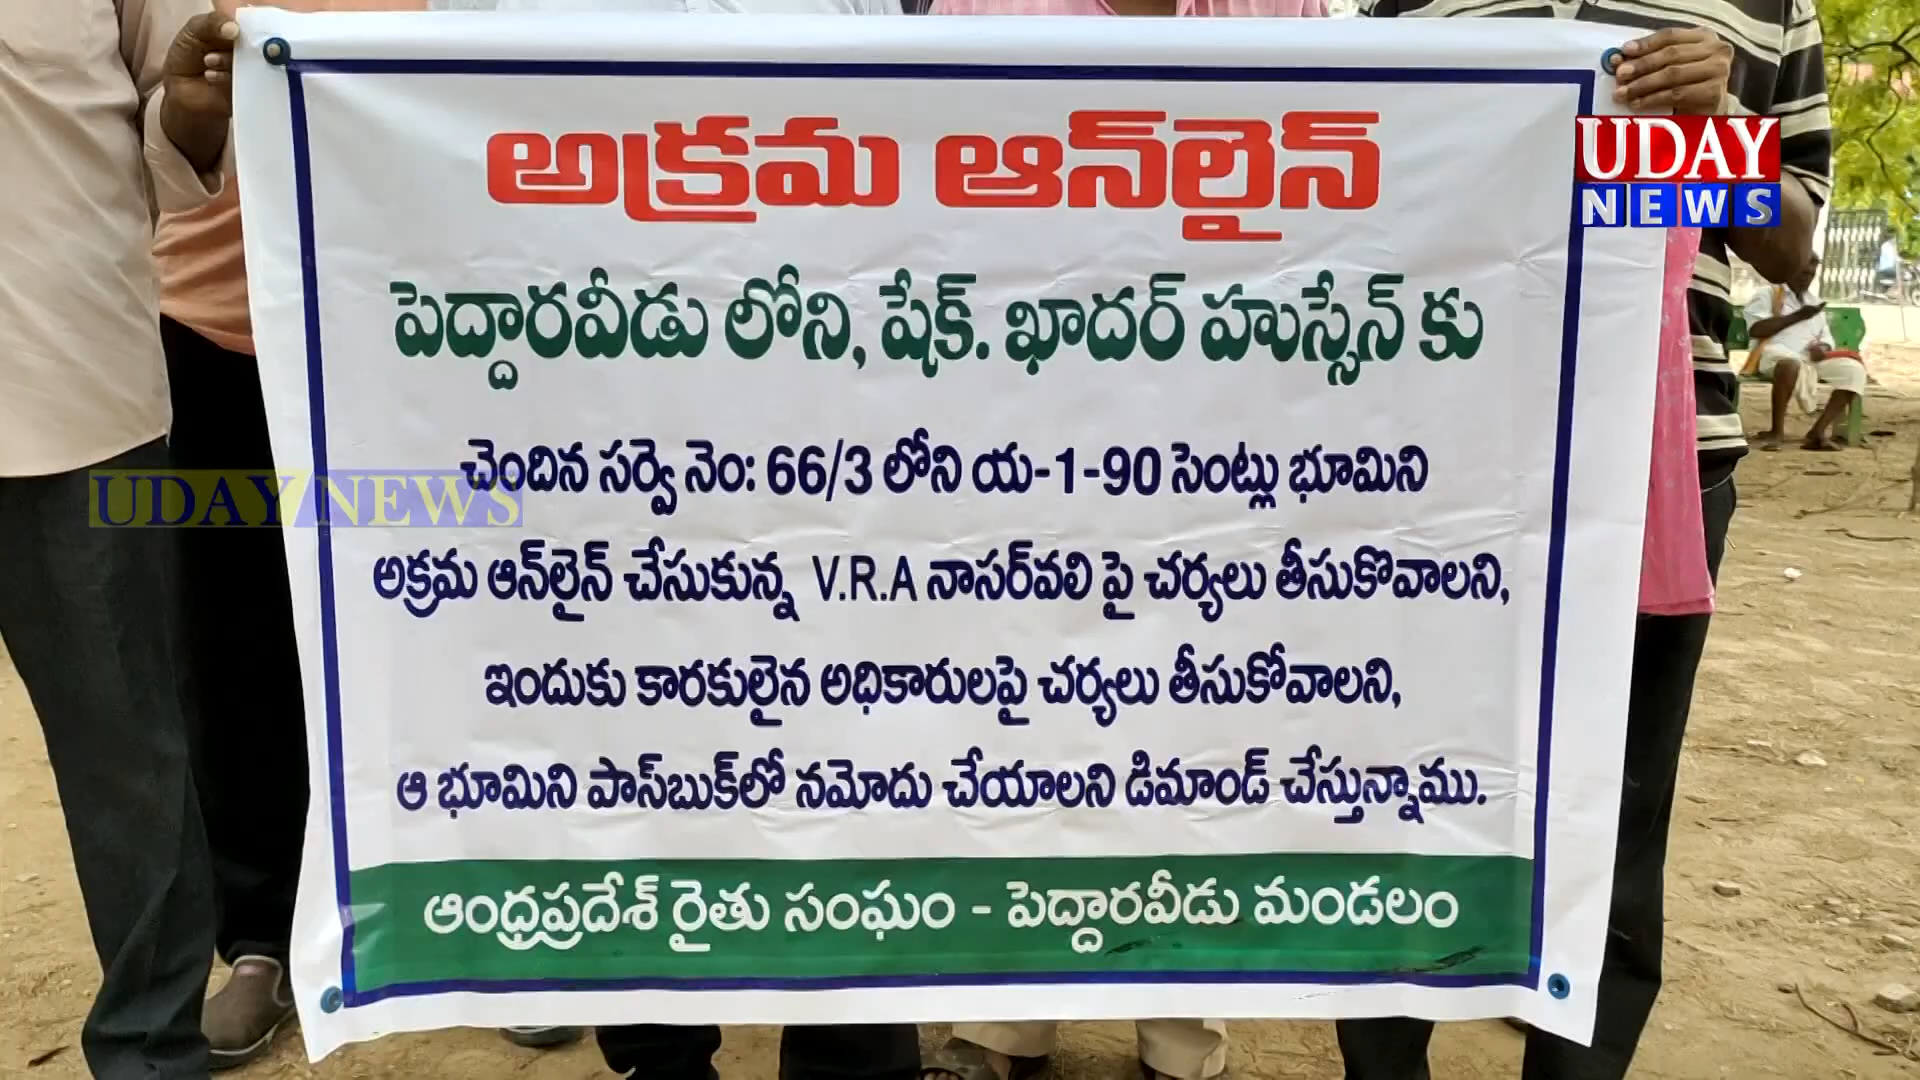 అక్రమ ఆన్‌లైన్
పెద్దారవీడు లోని, షేక్. ఖాదర్ హుస్సేన్ కు
చెందిన సర్వె నెం: 66/3 లోని య-1-90 సెంట్లు భూమిని
అక్రమ ఆన్‌లైన్ చేసుకున్న V.R.A నాసర్‌వలి పై చర్యలు తీసుకొవాలని,
ఇందుకు కారకులైన అధికారులపై చర్యలు తీసుకోవాలని,
ఆ భూమిని పాస్‌బుక్‌లో నమోదు చేయాలని డిమాండ్ చేస్తున్నాము.
ఆంధ్రప్రదేశ్ రైతు సంఘం - పెద్దారవీడు మండలం
UDAY
NEWS
UDAY NEWS